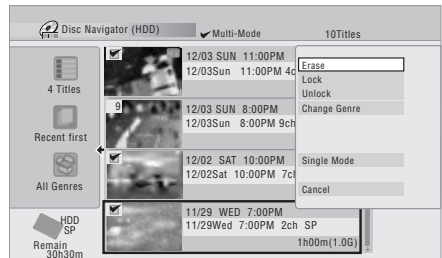 Disc Navigator (HDD)
Multi-Mode
10Titles
4 Titles
Recent first
All Genres
HDD
SP
Remain
30h30m
12/03 SUN 11:00PM
12/03Sun 11:00PM 4c
9
12/03 SUN 8:00PM
12/03Sun 8:00PM 9ch
12/02 SAT 10:00PM
12/02Sat 10:00PM 7cl
11/29 WED 7:00PM
11/29Wed 7:00PM 2ch SP
1h00m(1.0G)
Erase
Lock
Unlock
Change Genre
Single Mode
Cancel